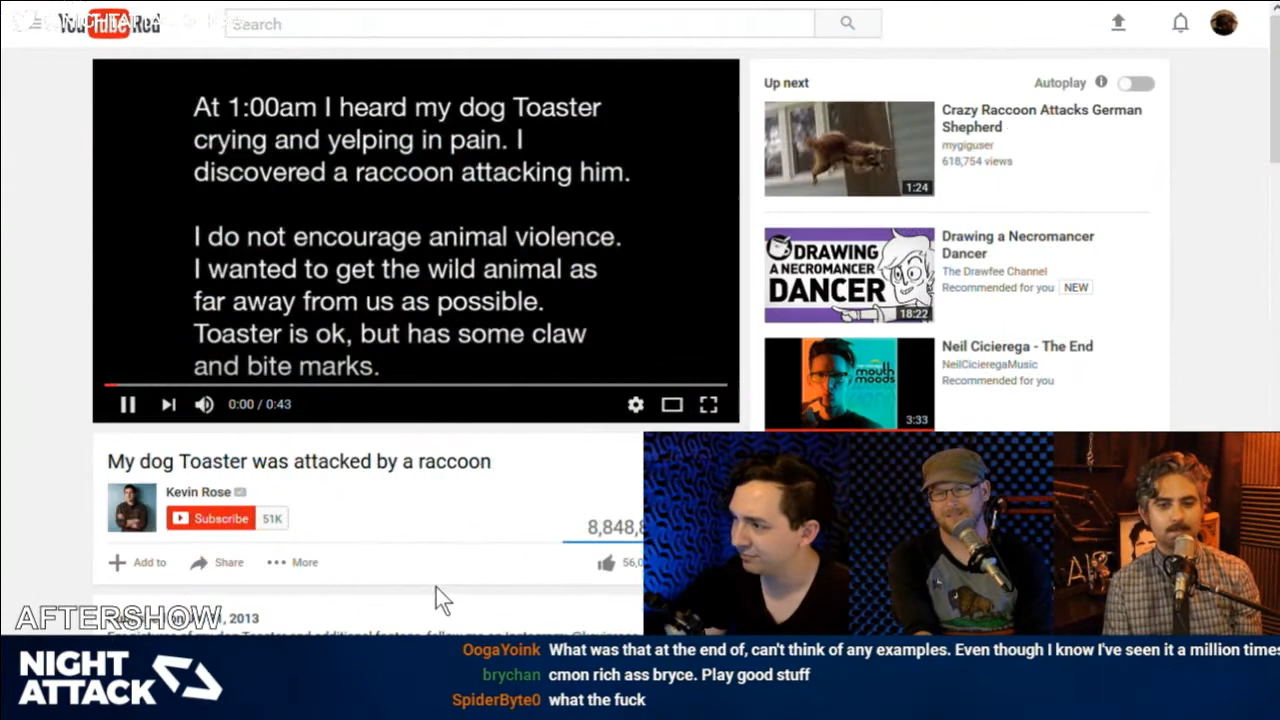 YouTube Red
Search
At 1:00am I heard my dog Toaster
crying and yelping in pain. I
discovered a raccoon attacking him.
I do not encourage animal violence.
I wanted to get the wild animal as
far away from us as possible.
Toaster is ok, but has some claw
and bite marks.
0:00 / 0:43
Up next
Autoplay
Crazy Raccoon Attacks German
Shepherd
mygiguser
618,754 views
1:24
DRAWING
A NECROMANCER
DANCER
18:22
Drawing a Necromancer
Dancer
The Drawfee Channel
Recommended for you NEW
mouth
moods
3:33
Neil Cicierega - The End
NeilCicieregaMusic
Recommended for you
My dog Toaster was attacked by a raccoon
Kevin Rose
Subscribe 51K
8,848,8
Add to
Share
More
56,0
AFTERSHOW
1, 2013
NIGHT
ATTACK
OogaYoink What was that at the end of, can't think of any examples. Even though I know I've seen it a million times
brychan cmon rich ass bryce. Play good stuff
SpiderByte0 what the fuck